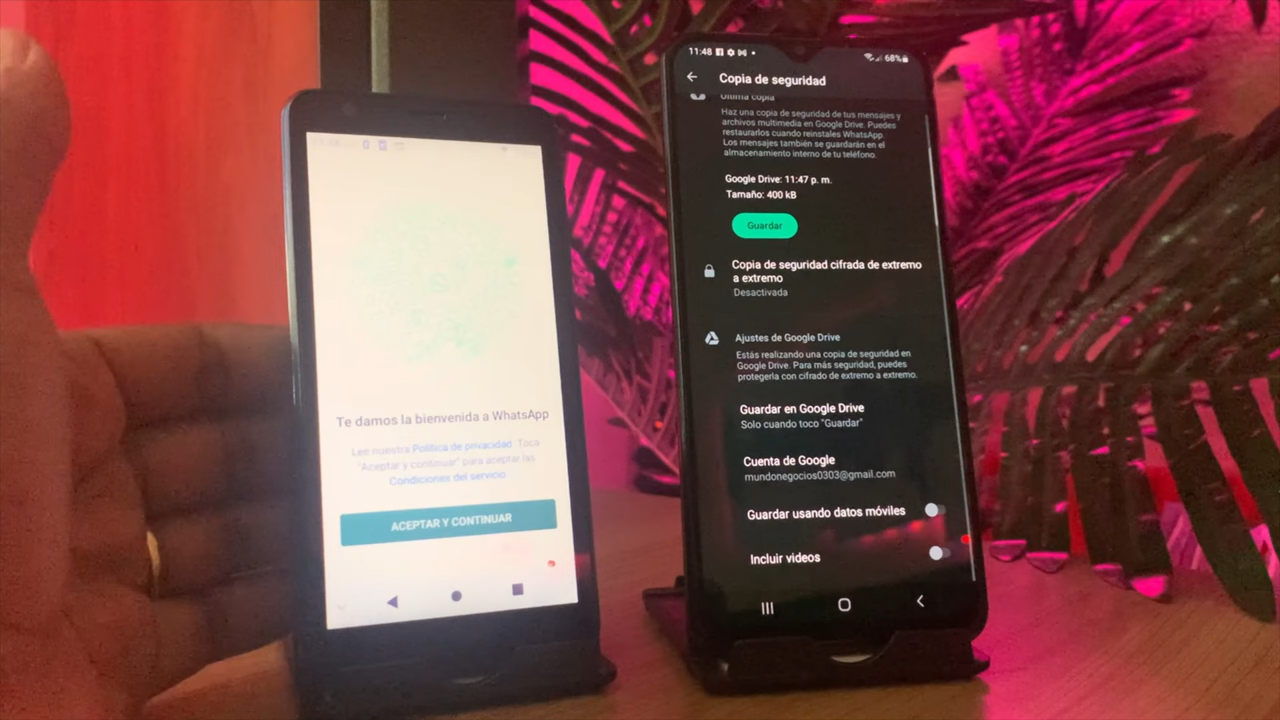 Te damos la bienvenida a WhatsApp
Lee nuestra Política de privacidad. Toca
"Aceptar y continuar" para aceptar las
Condiciones del servicio
ACEPTAR Y CONTINUAR
11:48
68%
Copia de seguridad
Última copia
Haz una copia de seguridad de tus mensajes y
archivos multimedia en Google Drive. Puedes
restaurarlos cuando reinstales WhatsApp.
Los mensajes también se guardarán en el
almacenamiento interno de tu teléfono.
Google Drive: 11:47 p. m.
Tamaño: 400 kB
Guardar
Copia de seguridad cifrada de extremo
a extremo
Desactivada
Ajustes de Google Drive
Estás realizando una copia de seguridad en
Google Drive. Para más seguridad, puedes
protegerla con cifrado de extremo a extremo.
Guardar en Google Drive
Solo cuando toco "Guardar"
Cuenta de Google
mundonegocios0303@gmail.com
Guardar usando datos móviles
Incluir videos